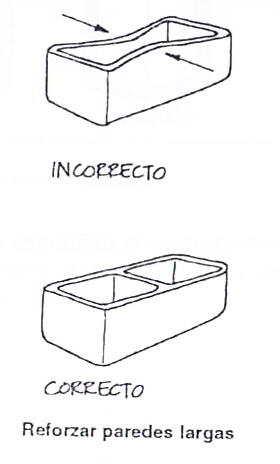 INCORRECTO
CORRECTO
Reforzar paredes largas